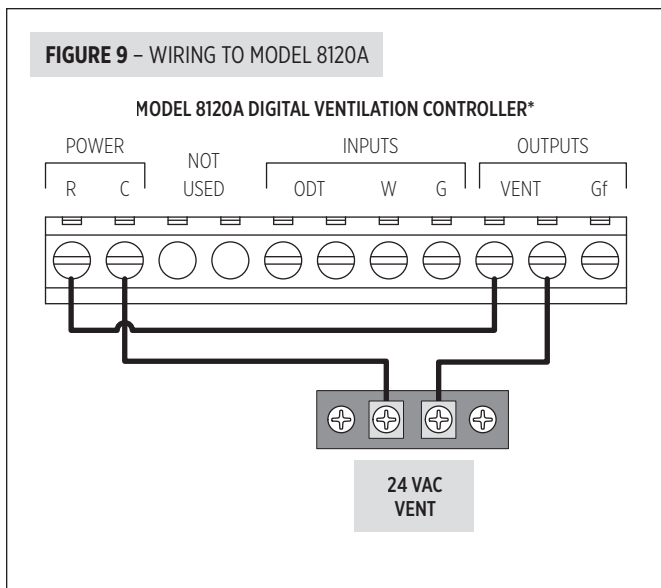 FIGURE 9 – WIRING TO MODEL 8120A
MODEL 8120A DIGITAL VENTILATION CONTROLLER*
POWER NOT USED INPUTS OUTPUTS
R C ODT W G VENT Gf
24 VAC
VENT